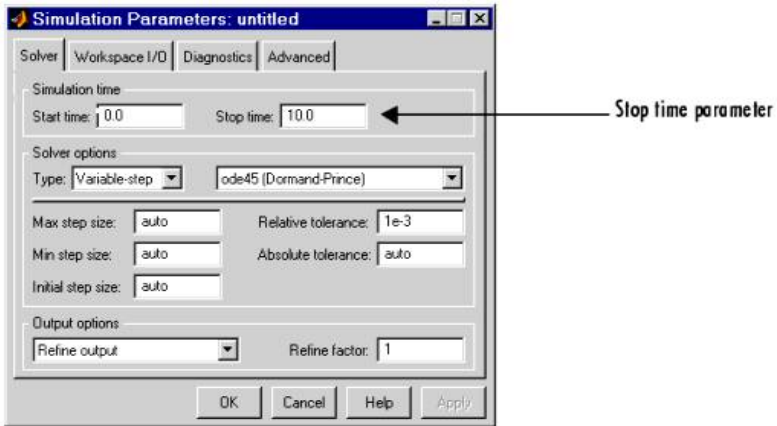 Simulation Parameters: untitled
Solver Workspace I/O Diagnostics Advanced
Simulation time
Start time: 0.0 Stop time: 10.0 Stop time parameter
Solver options
Type: Variable-step ode45 (Dormand-Prince)
Max step size: auto Relative tolerance: 1e-3
Min step size: auto Absolute tolerance: auto
Initial step size: auto
Output options
Refine output Refine factor: 1
OK Cancel Help Apply